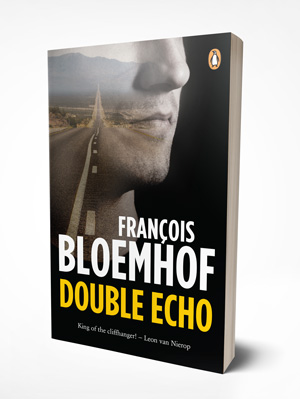 FRANÇOIS
BLOEMHOF
DOUBLE ECHO
King of the cliffhanger! – Leon van Nierop